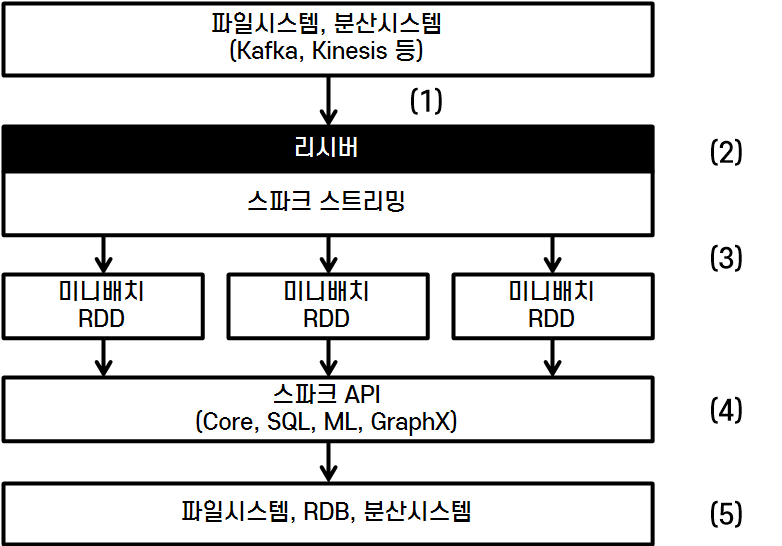 파일시스템, 분산시스템
(Kafka, Kinesis 등)
(1)
리시버
(2)
스파크 스트리밍
(3)
미니배치
RDD
미니배치
RDD
미니배치
RDD
스파크 API
(Core, SQL, ML, GraphX)
(4)
파일시스템, RDB, 분산시스템
(5)